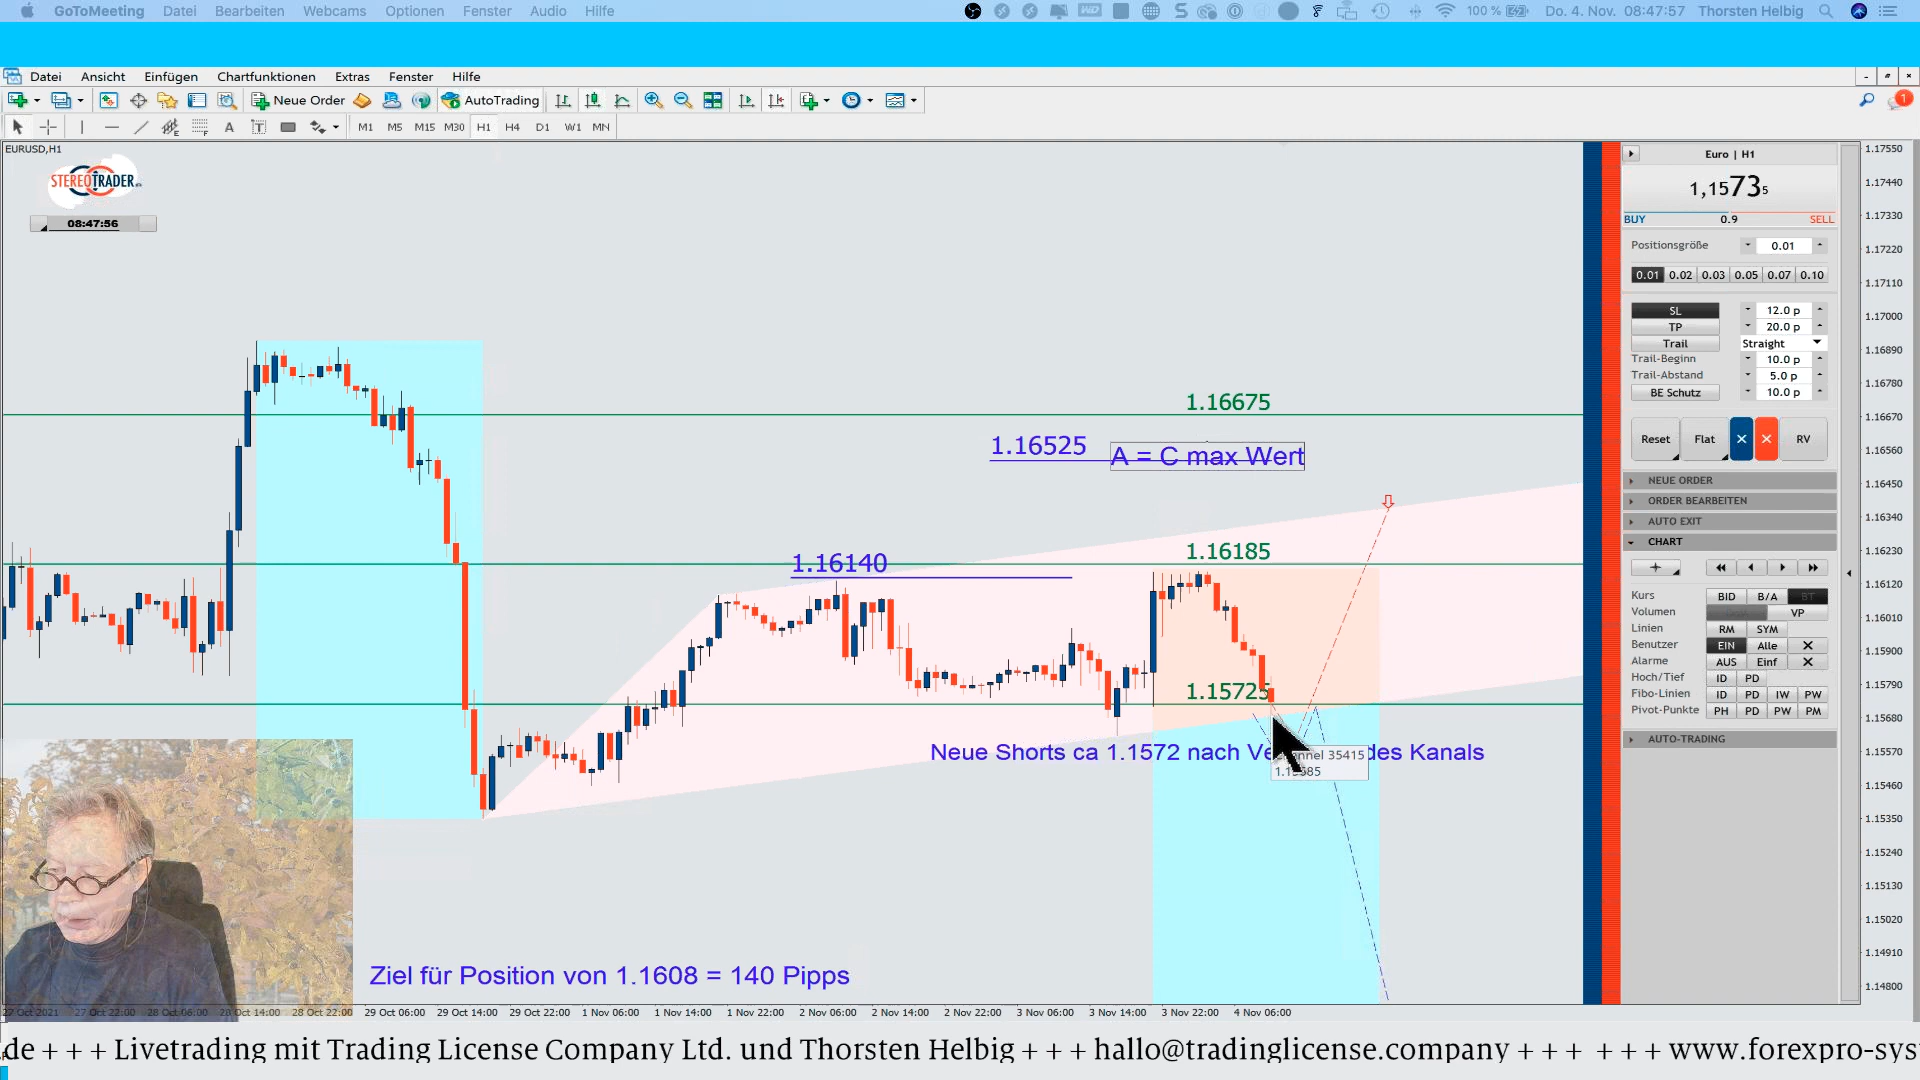 GoToMeeting Datei Bearbeiten Webcams Optionen Fenster Audio Hilfe 100 % Do. 4. Nov. 08:47:57 Thorsten Helbig
Datei Ansicht Einfügen Chartfunktionen Extras Fenster Hilfe
Neue Order AutoTrading
M1 M5 M15 M30 H1 H4 D1 W1 MN
EURUSD,H1
STEREOTRADER
08:47:56
1.16675
1.16525 A = C max Wert
1.16185
1.16140
1.15725
Neue Shorts ca 1.1572 nach des Kanals
35415
Ziel für Position von 1.1608 = 140 Pipps
27 Oct 2021 27 Oct 22:00 28 Oct 06:00 28 Oct 14:00 28 Oct 22:00 29 Oct 06:00 29 Oct 14:00 29 Oct 22:00 1 Nov 06:00 1 Nov 14:00 1 Nov 22:00 2 Nov 06:00 2 Nov 14:00 2 Nov 22:00 3 Nov 06:00 3 Nov 14:00 3 Nov 22:00 4 Nov 06:00
Euro | H1
1,15735
BUY 0.9 SELL
Positionsgröße 0.01
0.01 0.02 0.03 0.05 0.07 0.10
SL 12.0 p
TP 20.0 p
Trail Straight
Trail-Beginn 10.0 p
Trail-Abstand 5.0 p
BE Schutz 10.0 p
Reset Flat RV
NEUE ORDER
ORDER BEARBEITEN
AUTO EXIT
CHART
Kurs BID B/A BT
Volumen VP
Linien RM SYM
Benutzer EIN Alle
Alarme AUS Einf
Hoch/Tief ID PD
Fibo-Linien ID PD IW PW
Pivot-Punkte PH PD PW PM
AUTO-TRADING
1.17550
1.17440
1.17330
1.17220
1.17110
1.17000
1.16890
1.16780
1.16670
1.16560
1.16450
1.16340
1.16230
1.16120
1.16010
1.15900
1.15790
1.15680
1.15570
1.15460
1.15350
1.15240
1.15130
1.15020
1.14910
1.14800
de + + + Livetrading mit Trading License Company Ltd. und Thorsten Helbig + + + hallo@tradinglicense.company + + + + + + www.forexpro-sys